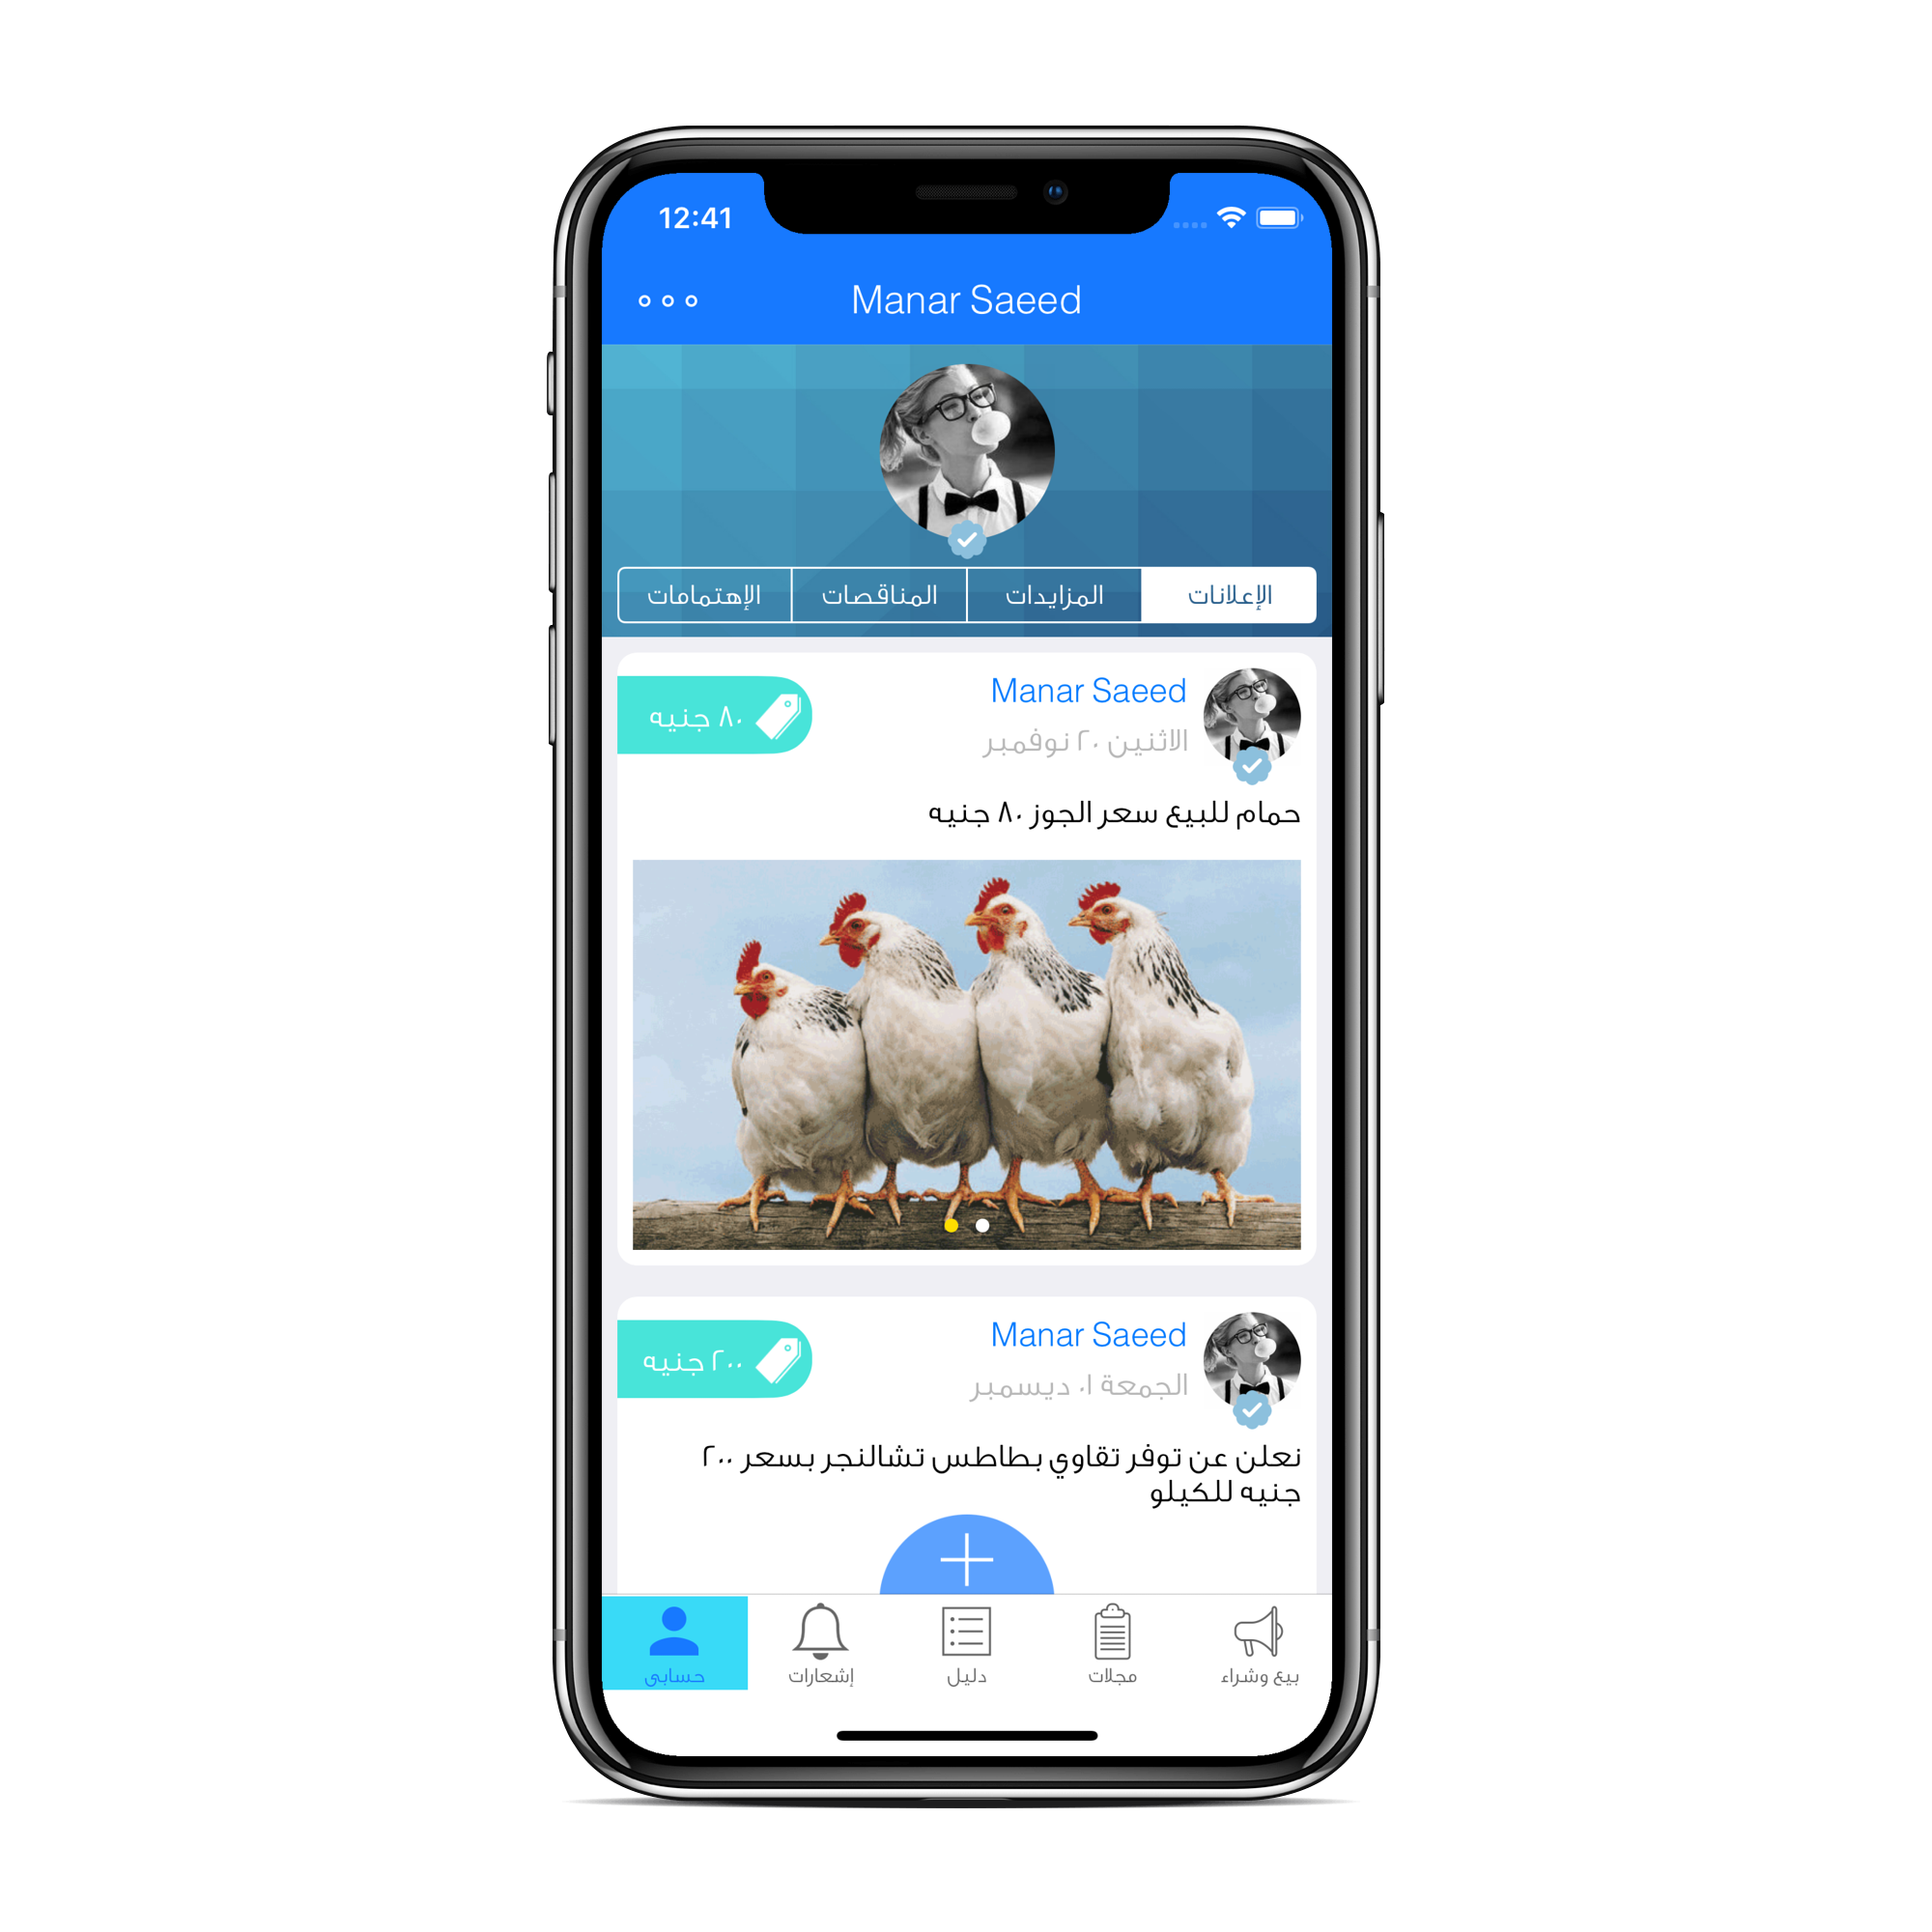 12:41
Manar Saeed
الإعلانات
المزايدات
المناقصات
الإهتمامات
Manar Saeed
٨٠ جنيه
الاثنين ٢٠ نوفمبر
حمام للبيع سعر الجوز ٨٠ جنيه
Manar Saeed
٢٠٠ جنيه
الجمعة ٠١ ديسمبر
نعلن عن توفر تقاوي بطاطس تشالنجر بسعر ٢٠٠
جنيه للكيلو
بيع وشراء
مجلات
دليل
إشعارات
حسابى